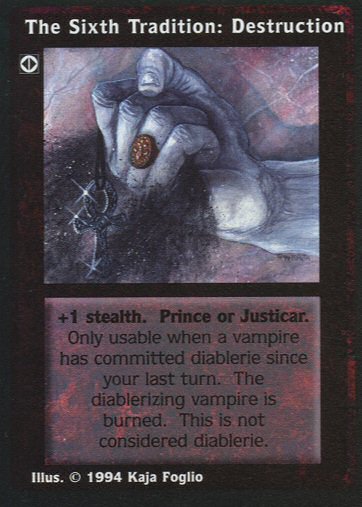 The Sixth Tradition: Destruction
+1 stealth.  Prince or Justicar.
Only usable when a vampire
has committed diablerie since
your last turn.  The
diablerizing vampire is
burned.  This is not
considered diablerie.
Illus. © 1994 Kaja Foglio